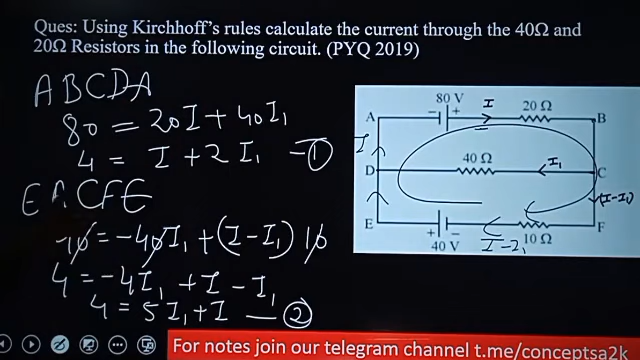 Ques: Using Kirchhoff's rules calculate the current through the 40Ω and
20Ω Resistors in the following circuit. (PYQ 2019)
ABCDA
80 = 20I + 40I₁
4 = I + 2I₁ —①
EACFE
= -40I₁ + (I-I₁) 10
4 = -4I₁ + I - I₁
4 = 5I₁ + I —②
80 V
I
20 Ω
A
- +
B
I
40 Ω
I₁
D
C
(I-I₁)
E
+ -
F
40 V
10 Ω
For notes join our telegram channel t.me/conceptsa2k